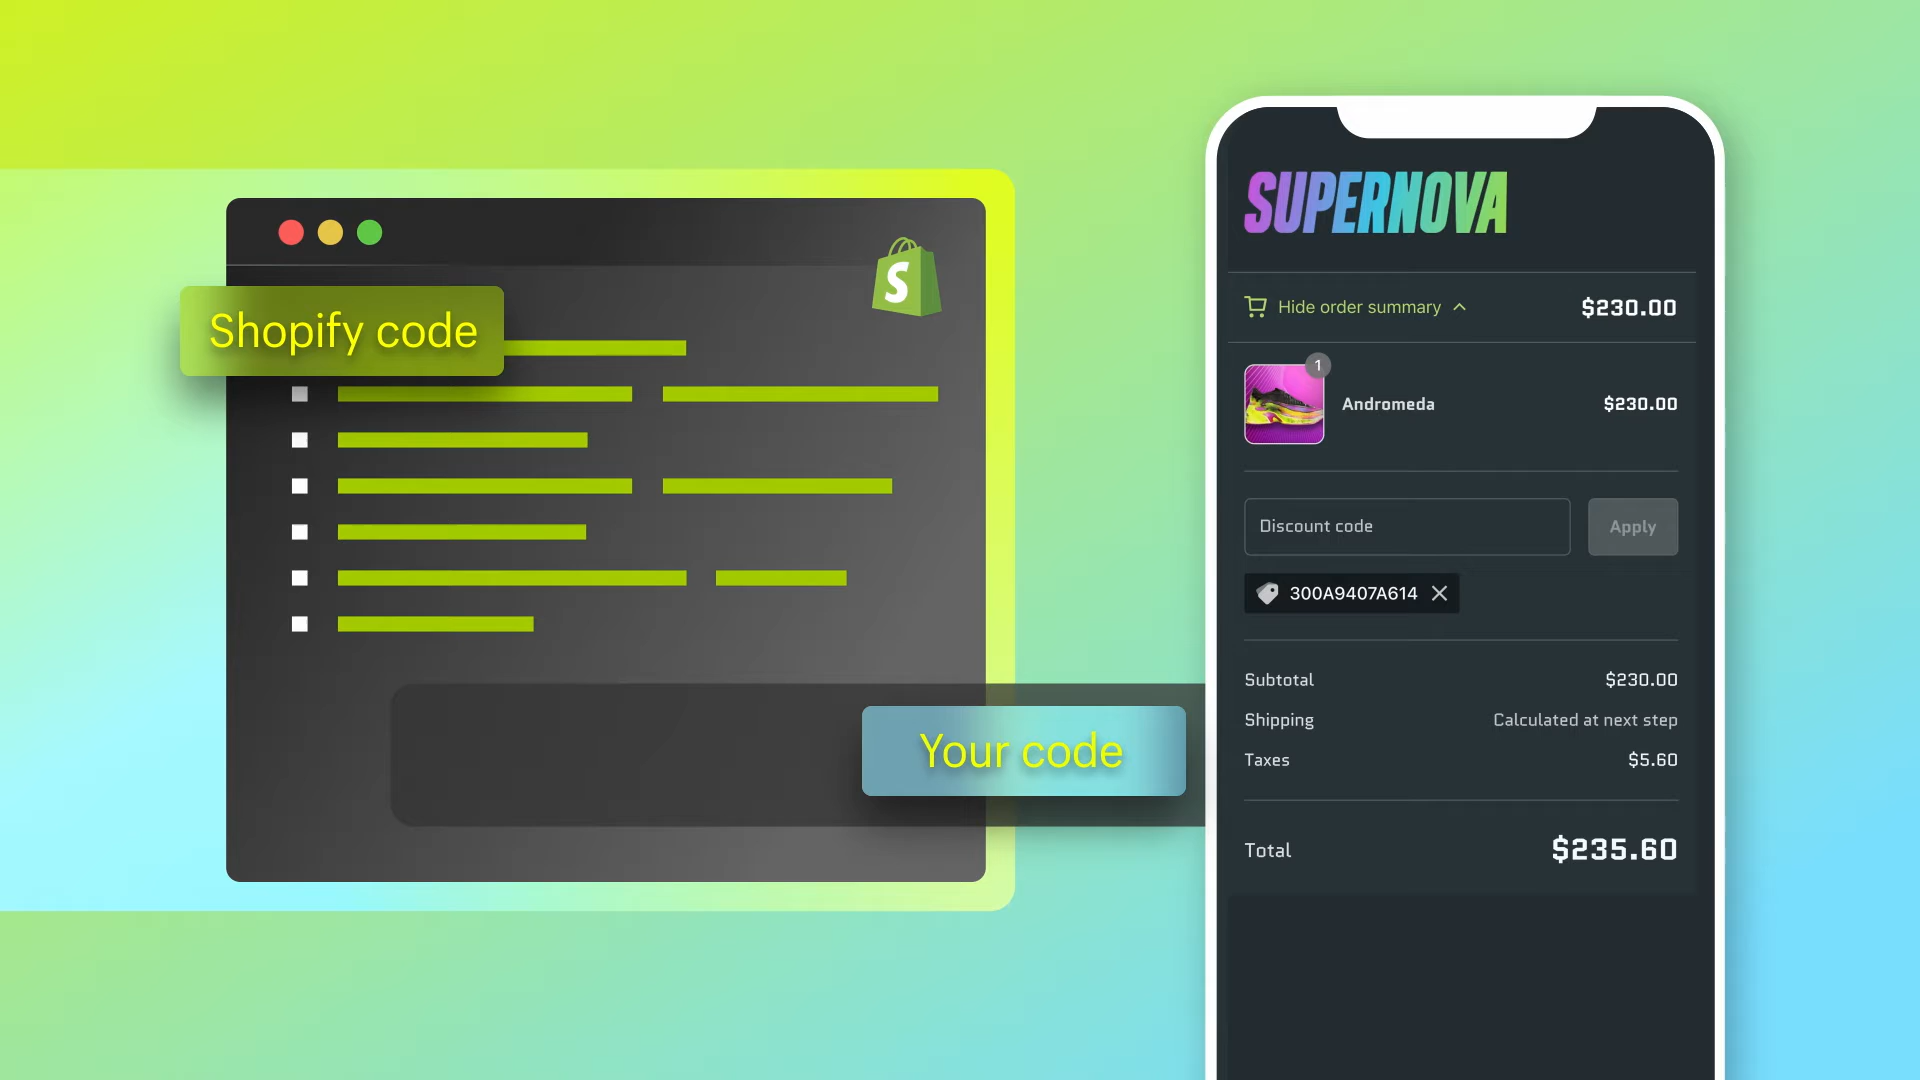 Shopify code
Your code
SUPERNOVA
Hide order summary $230.00
1
Andromeda $230.00
Discount code Apply
300A9407A614
Subtotal $230.00
Shipping Calculated at next step
Taxes $5.60
Total $235.60